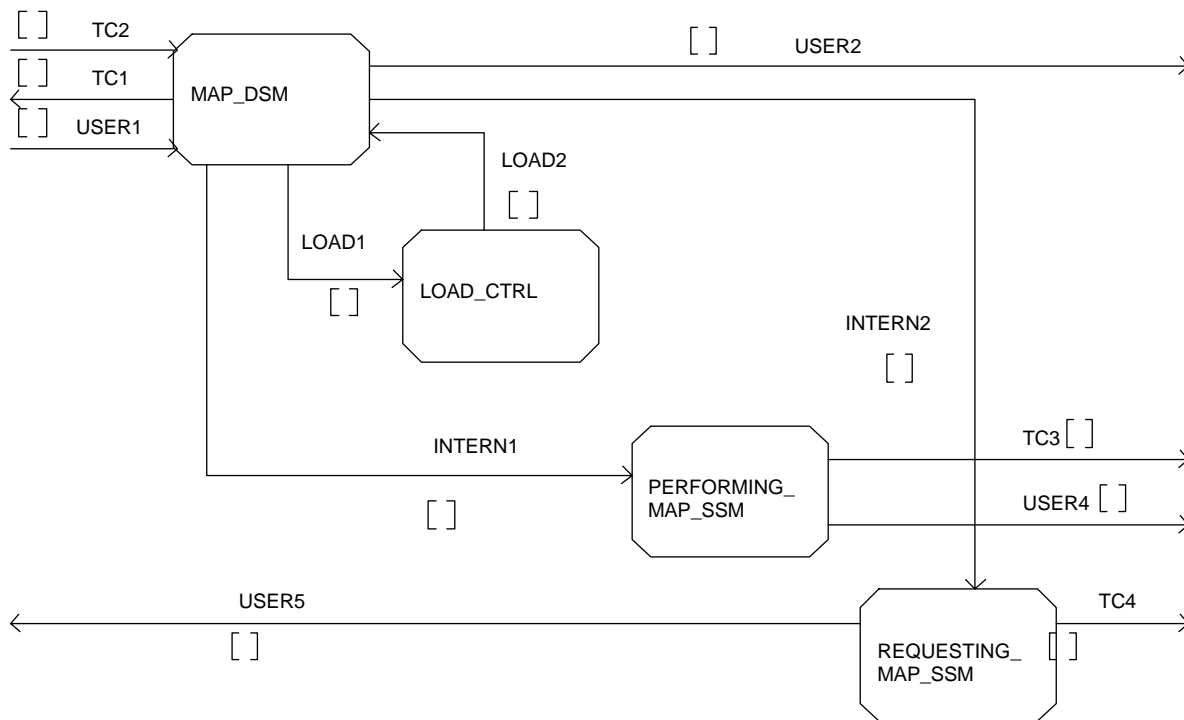 [ ] TC2
[ ] USER2
[ ] TC1
MAP_DSM
[ ] USER1
LOAD2
[ ]
LOAD1
LOAD_CTRL
[ ]
INTERN2
[ ]
INTERN1
TC3 [ ]
PERFORMING_
MAP_SSM
USER4 [ ]
[ ]
USER5
TC4
[ ]
[ ]
REQUESTING_
MAP_SSM